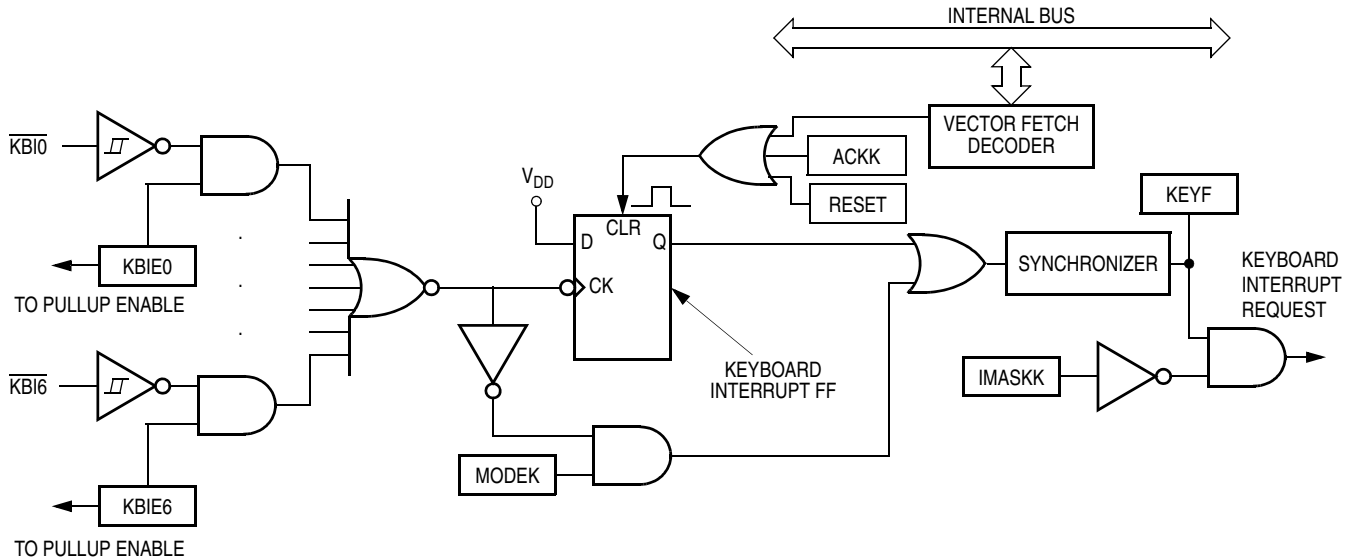 INTERNAL BUS
VECTOR FETCH
DECODER
KBI0
ACKK
VDD
RESET
KEYF
CLR
D
Q
KBIE0
SYNCHRONIZER
KEYBOARD
INTERRUPT
REQUEST
CK
TO PULLUP ENABLE
KEYBOARD
INTERRUPT FF
KBI6
IMASKK
MODEK
KBIE6
TO PULLUP ENABLE